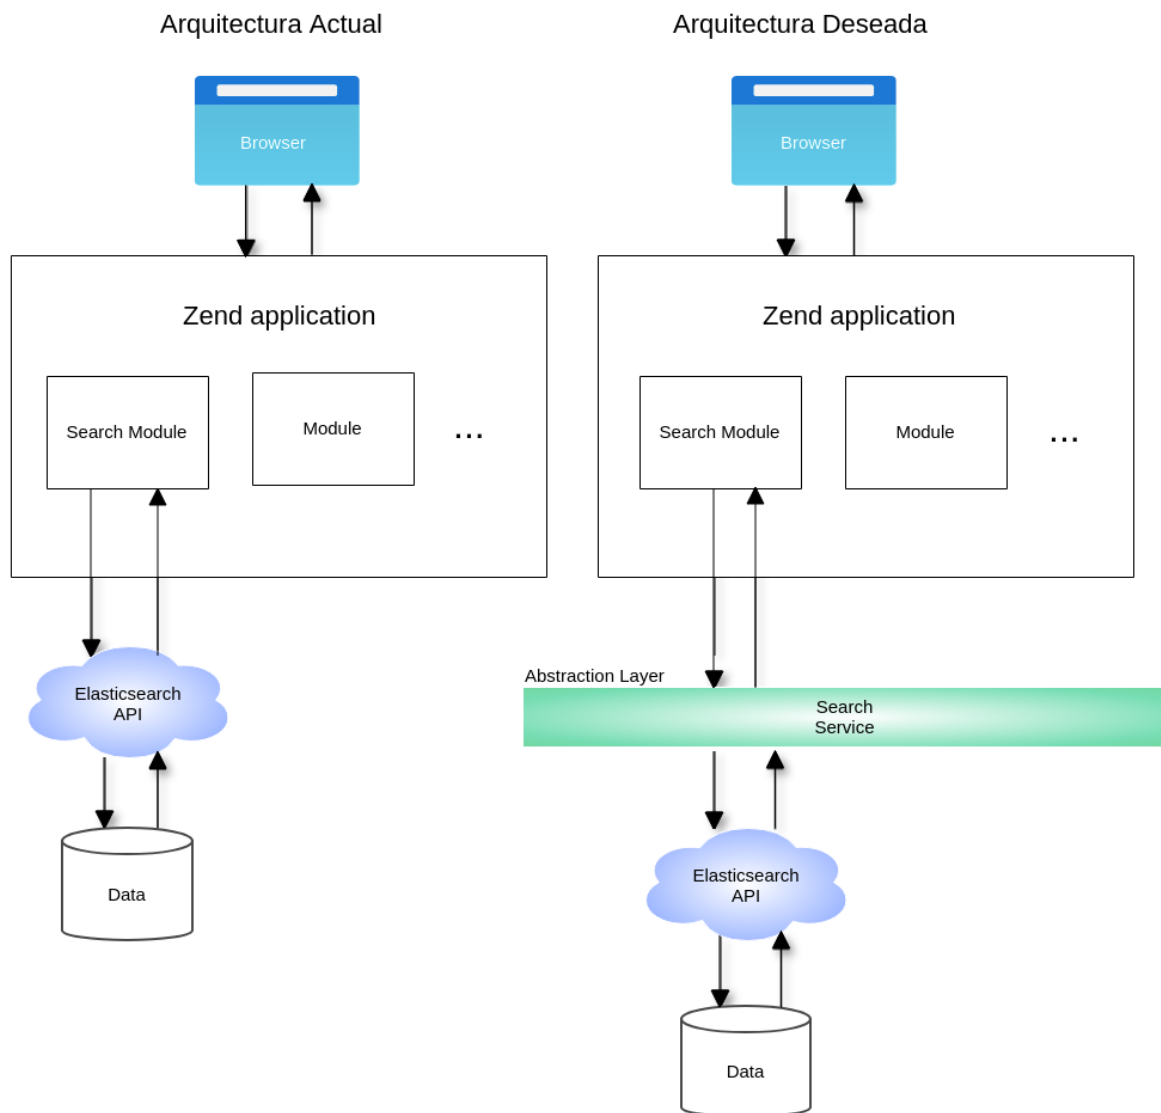 Arquitectura Actual
Browser
Zend application
Search Module
Module
...
Elasticsearch
API
Data
Arquitectura Deseada
Browser
Zend application
Search Module
Module
...
Abstraction Layer
Search
Service
Elasticsearch
API
Data